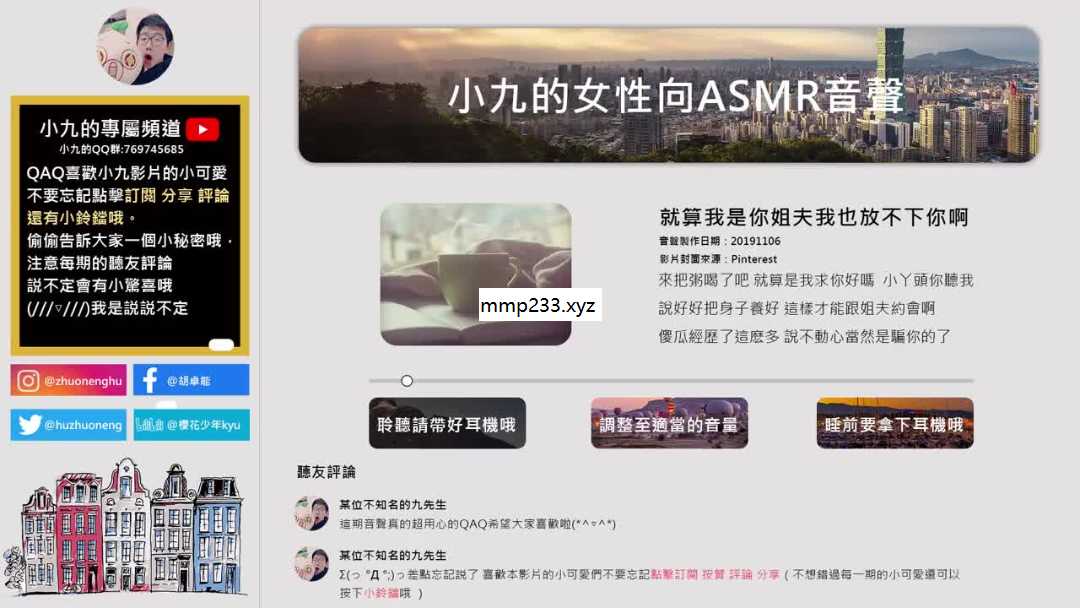 小九的專屬頻道
小九的QQ群:769745685
QAQ喜歡小九影片的小可愛
不要忘記點擊訂閱 分享 評論
還有小鈴鐺哦。
偷偷告訴大家一個小秘密哦，
注意每期的聽友評論
説不定會有小驚喜哦
(///▿///)我是説説不定
@zhuonenghu
@胡卓能
@huzhuoneng
@櫻花少年kyu
小九的女性向ASMR音聲
mmp233.xyz
就算我是你姐夫我也放不下你啊
音聲製作日期：20191106
影片封面來源：Pinterest
來把粥喝了吧 就算是我求你好嗎 小丫頭你聽我
說好好把身子養好 這樣才能跟姐夫約會啊
傻瓜經歷了這麽多 說不動心當然是騙你的了
聆聽請帶好耳機哦
調整至適當的音量
睡前要拿下耳機哦
聽友評論
某位不知名的九先生
這期音聲真的超用心的QAQ希望大家喜歡啦(*^▿^*)
某位不知名的九先生
Σ(っ °Д °;)っ差點忘記説了 喜歡本影片的小可愛們不要忘記點擊訂閱 按贊 評論 分享（ 不想錯過每一期的小可愛還可以
按下小鈴鐺哦 ）